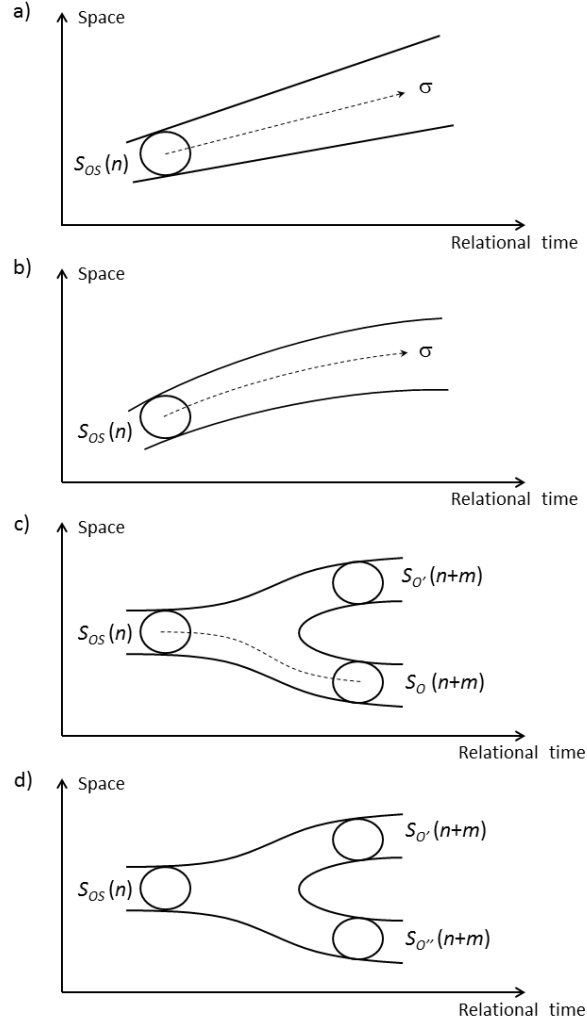 a)
Space
σ
S_OS (n)
Relational time
b)
Space
σ
S_OS (n)
Relational time
c)
Space
S_O′ (n+m)
S_OS (n)
S_O (n+m)
Relational time
d)
Space
S_O′ (n+m)
S_OS (n)
S_O″ (n+m)
Relational time